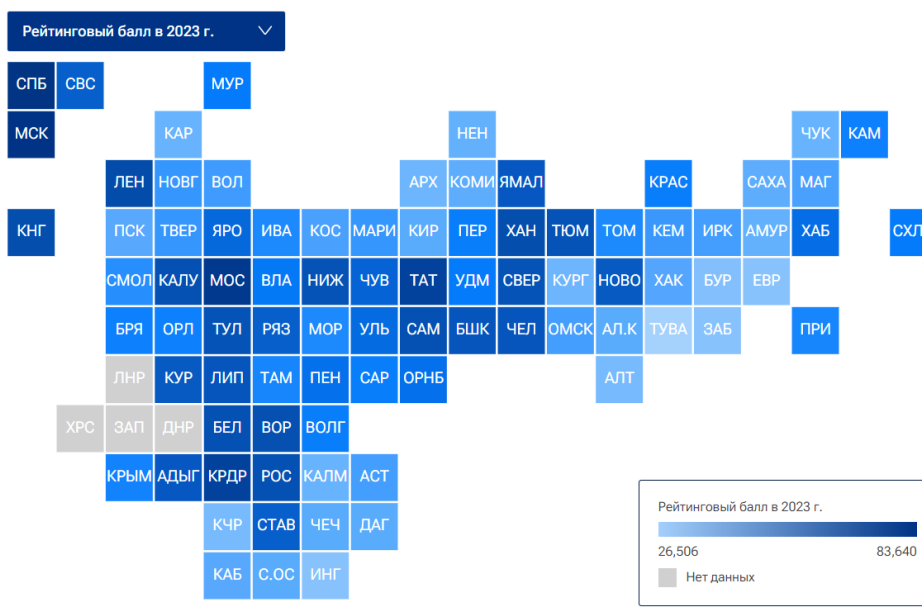 Рейтинговый балл в 2023 г.
СПБ СВС МУР
МСК КАР НЕН ЧУК КАМ
ЛЕН НОВГ ВОЛ АРХ КОМИ ЯМАЛ КРАС САХА МАГ
КНГ ПСК ТВЕР ЯРО ИВА КОС МАРИ КИР ПЕР ХАН ТЮМ ТОМ КЕМ ИРК АМУР ХАБ СХЛ
СМОЛ КАЛУ МОС ВЛА НИЖ ЧУВ ТАТ УДМ СВЕР КУРГ НОВО ХАК БУР ЕВР
БРЯ ОРЛ ТУЛ РЯЗ МОР УЛЬ САМ БШК ЧЕЛ ОМСК АЛ.К ТУВА ЗАБ ПРИ
ЛНР КУР ЛИП ТАМ ПЕН САР ОРНБ АЛТ
ХРС ЗАП ДНР БЕЛ ВОР ВОЛГ
КРЫМ АДЫГ КРДР РОС КАЛМ АСТ
КЧР СТАВ ЧЕЧ ДАГ
КАБ С.ОС ИНГ
Рейтинговый балл в 2023 г.
26,506 83,640
Нет данных